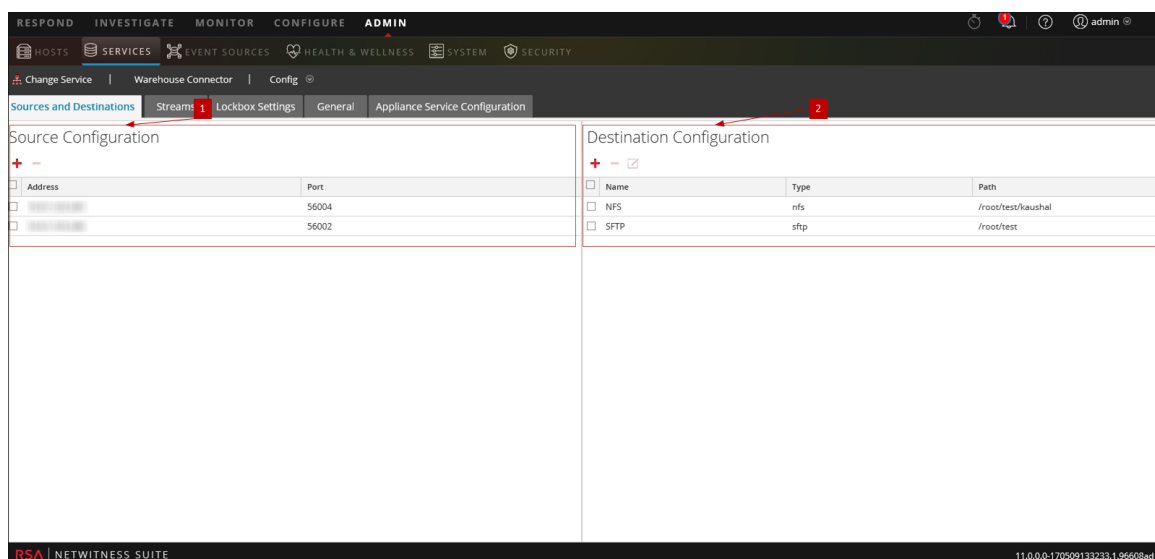 RESPOND INVESTIGATE MONITOR CONFIGURE ADMIN 1 admin
HOSTS SERVICES EVENT SOURCES HEALTH & WELLNESS SYSTEM SECURITY
Change Service | Warehouse Connector | Config
Sources and Destinations Streams 1 Lockbox Settings General Appliance Service Configuration 2
Source Configuration
Address Port
56004
56002
Destination Configuration
Name Type Path
NFS nfs /root/test/kaushal
SFTP sftp /root/test
RSA | NETWITNESS SUITE 11.0.0.0-170509133233.1.96608ad